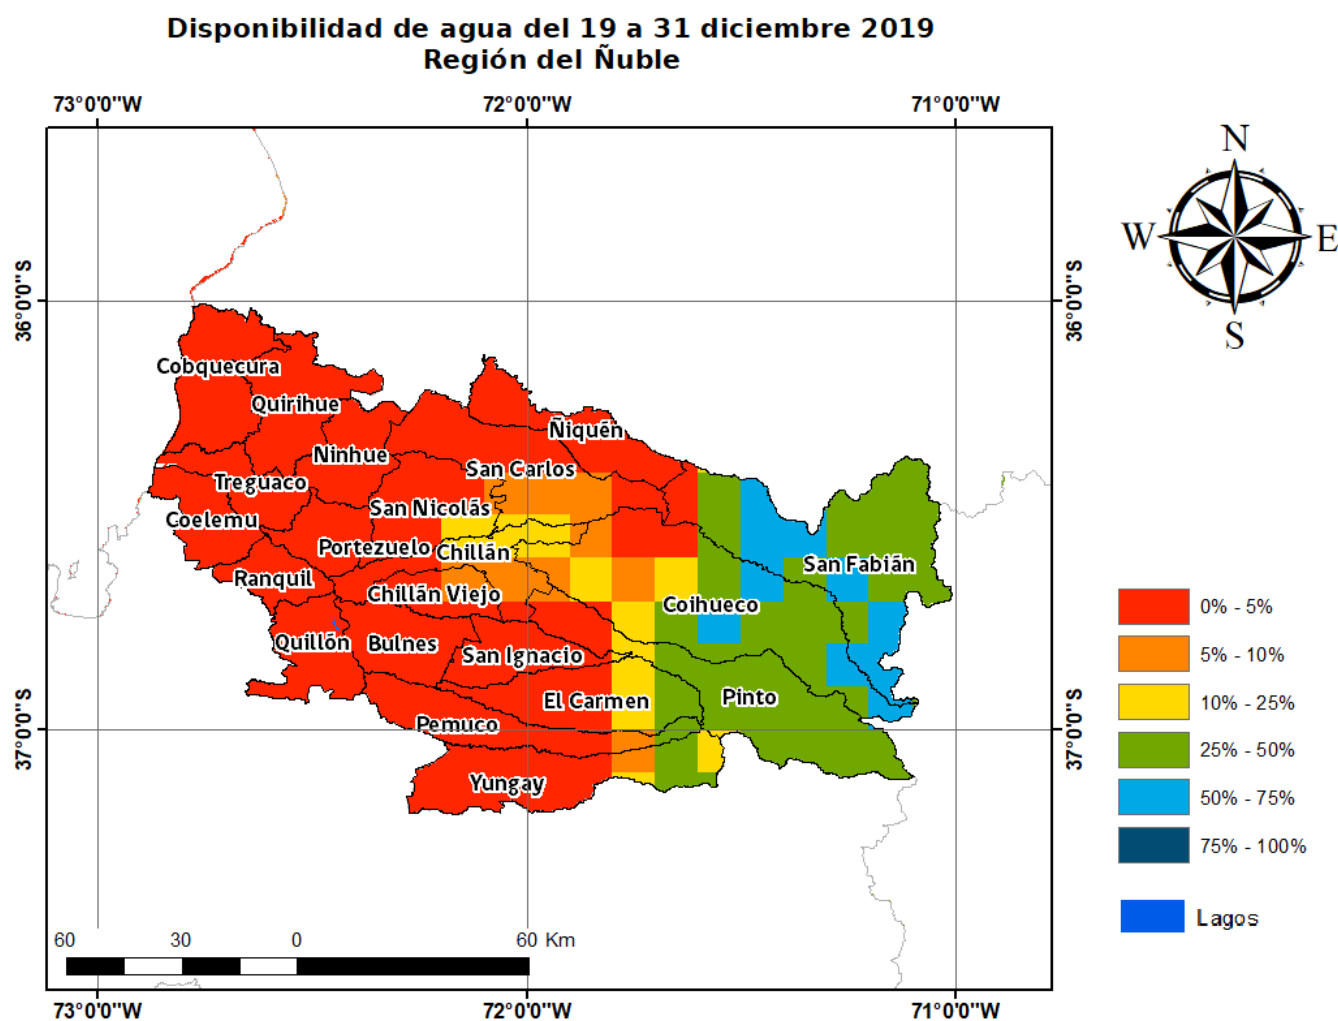 Disponibilidad de agua del 19 a 31 diciembre 2019
Región del Ñuble
73°0'0"W
72°0'0"W
71°0'0"W
36°0'0"S
36°0'0"S
N
W
E
S
Cobquecura
Quirihue
Ñiquén
Ninhue
San Carlos
Treguaco
San Nicolás
Coelemu
Portezuelo
Chillán
San Fabián
Ranquil
Chillán Viejo
Coihueco
Quillón
Bulnes
San Ignacio
El Carmen
Pinto
Pemuco
Yungay
37°0'0"S
37°0'0"S
0% - 5%
5% - 10%
10% - 25%
25% - 50%
50% - 75%
75% - 100%
Lagos
60 30 0 60 Km
73°0'0"W
72°0'0"W
71°0'0"W